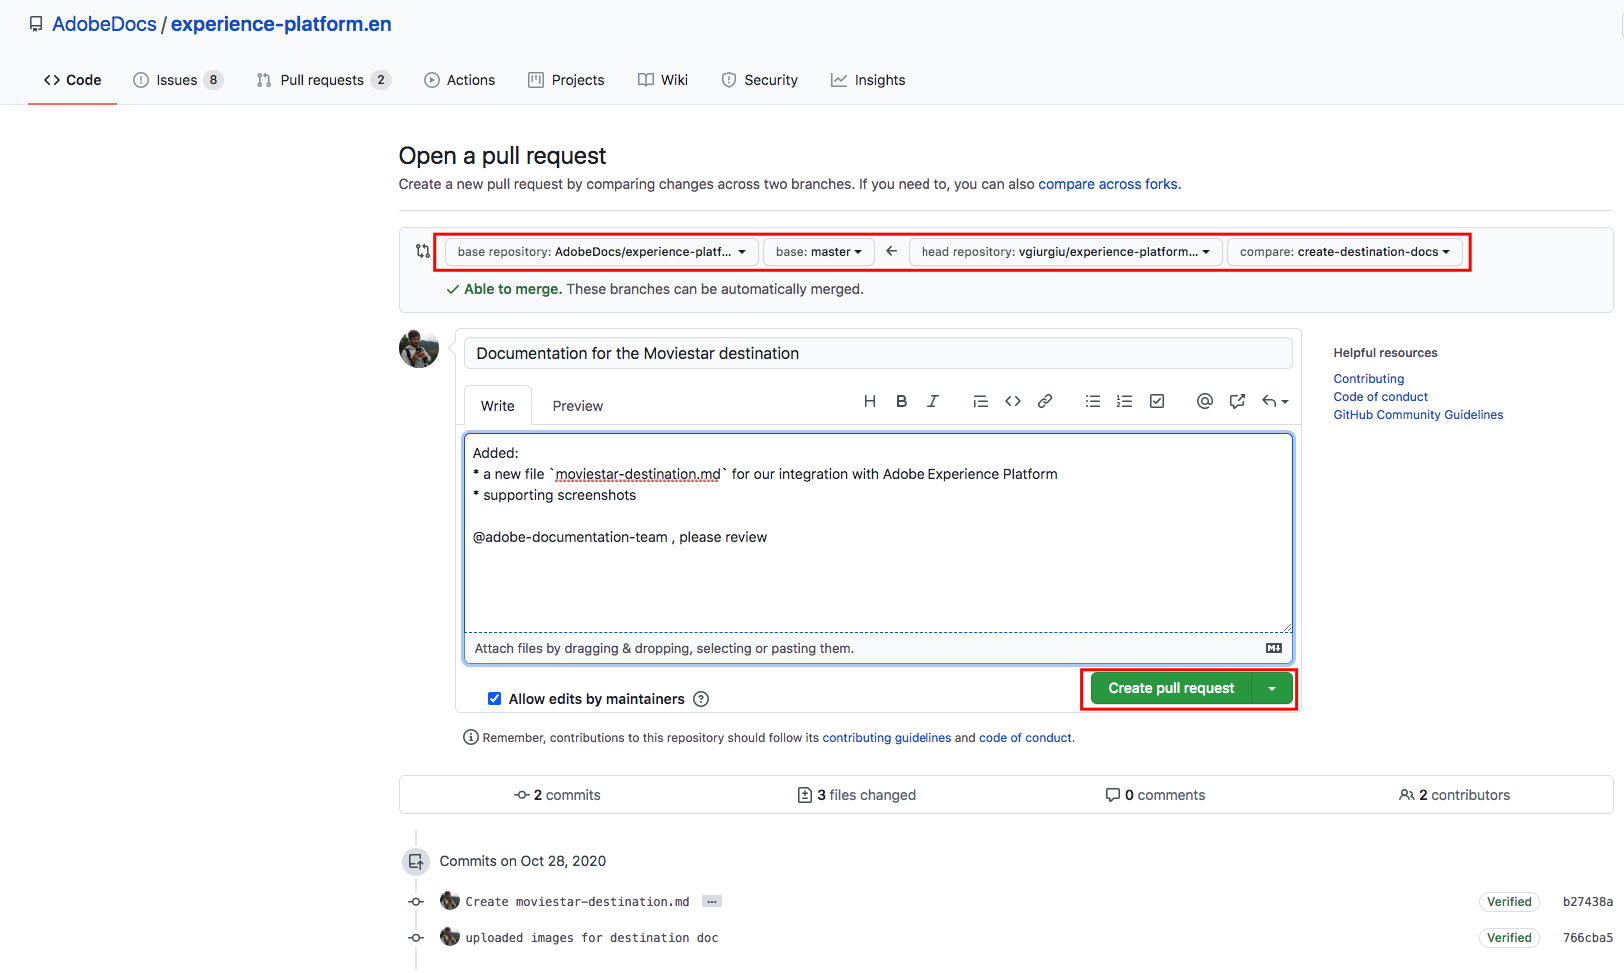 AdobeDocs / experience-platform.en
Code Issues 8 Pull requests 2 Actions Projects Wiki Security Insights
Open a pull request
Create a new pull request by comparing changes across two branches. If you need to, you can also compare across forks.
base repository: AdobeDocs/experience-platf... base: master ← head repository: vgiurgiu/experience-platform... compare: create-destination-docs
Able to merge. These branches can be automatically merged.
Documentation for the Moviestar destination
Write Preview
Added:
* a new file `moviestar-destination.md` for our integration with Adobe Experience Platform
* supporting screenshots
@adobe-documentation-team , please review
Attach files by dragging & dropping, selecting or pasting them.
Allow edits by maintainers
Create pull request
Remember, contributions to this repository should follow its contributing guidelines and code of conduct.
Helpful resources
Contributing
Code of conduct
GitHub Community Guidelines
2 commits 3 files changed 0 comments 2 contributors
Commits on Oct 28, 2020
Create moviestar-destination.md ... Verified b27438a
uploaded images for destination doc Verified 766cba5